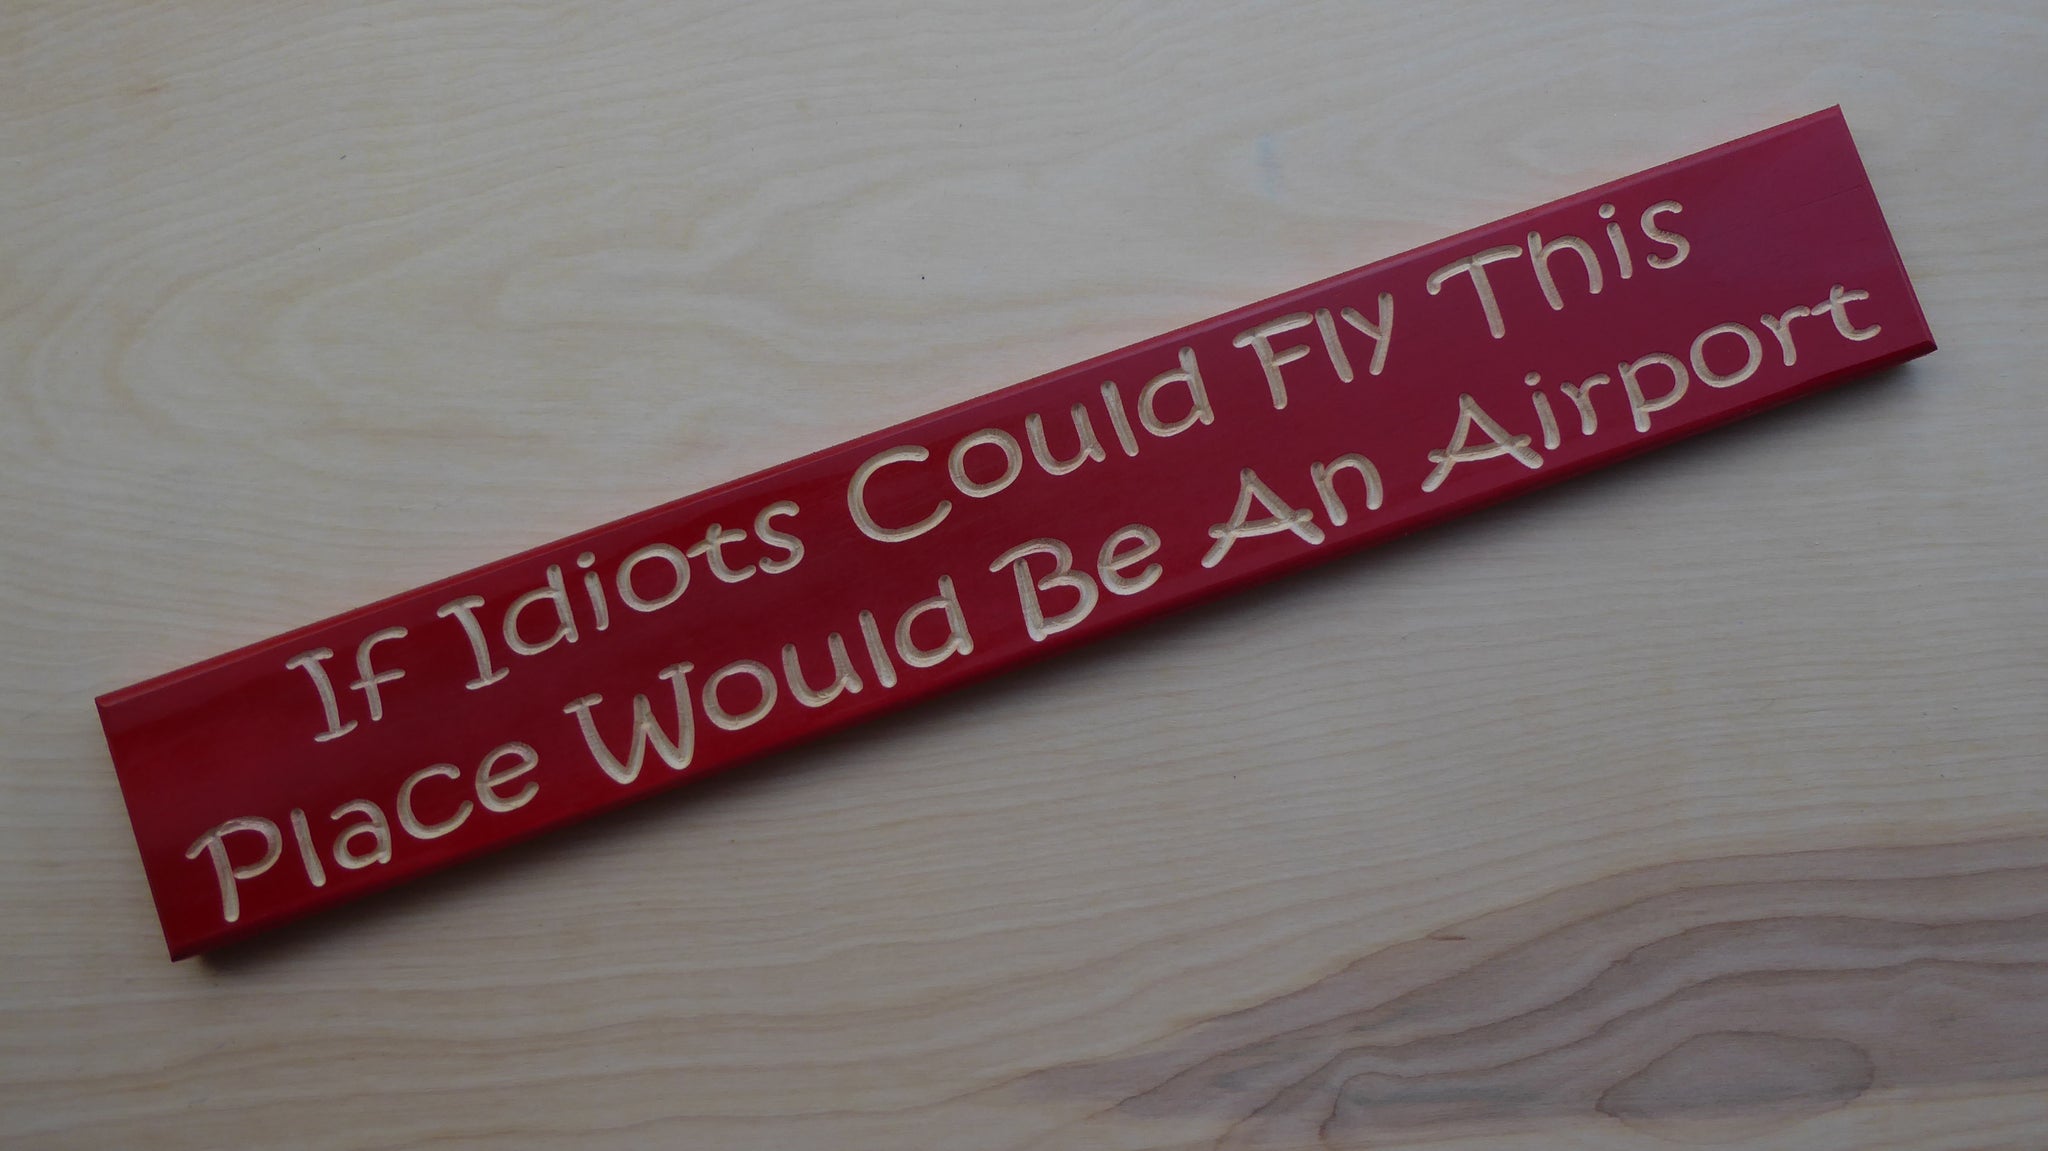 If Idiots Could Fly This
Place Would Be An Airport